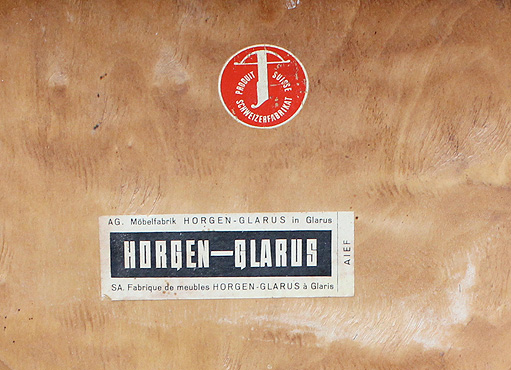 PRODUIT SUISSE
SCHWEIZERFABRIKAT
AG. Möbelfabrik HORGEN-GLARUS in Glarus
HORGEN-GLARUS
SA. Fabrique de meubles HORGEN-GLARUS à Glaris
AIEF